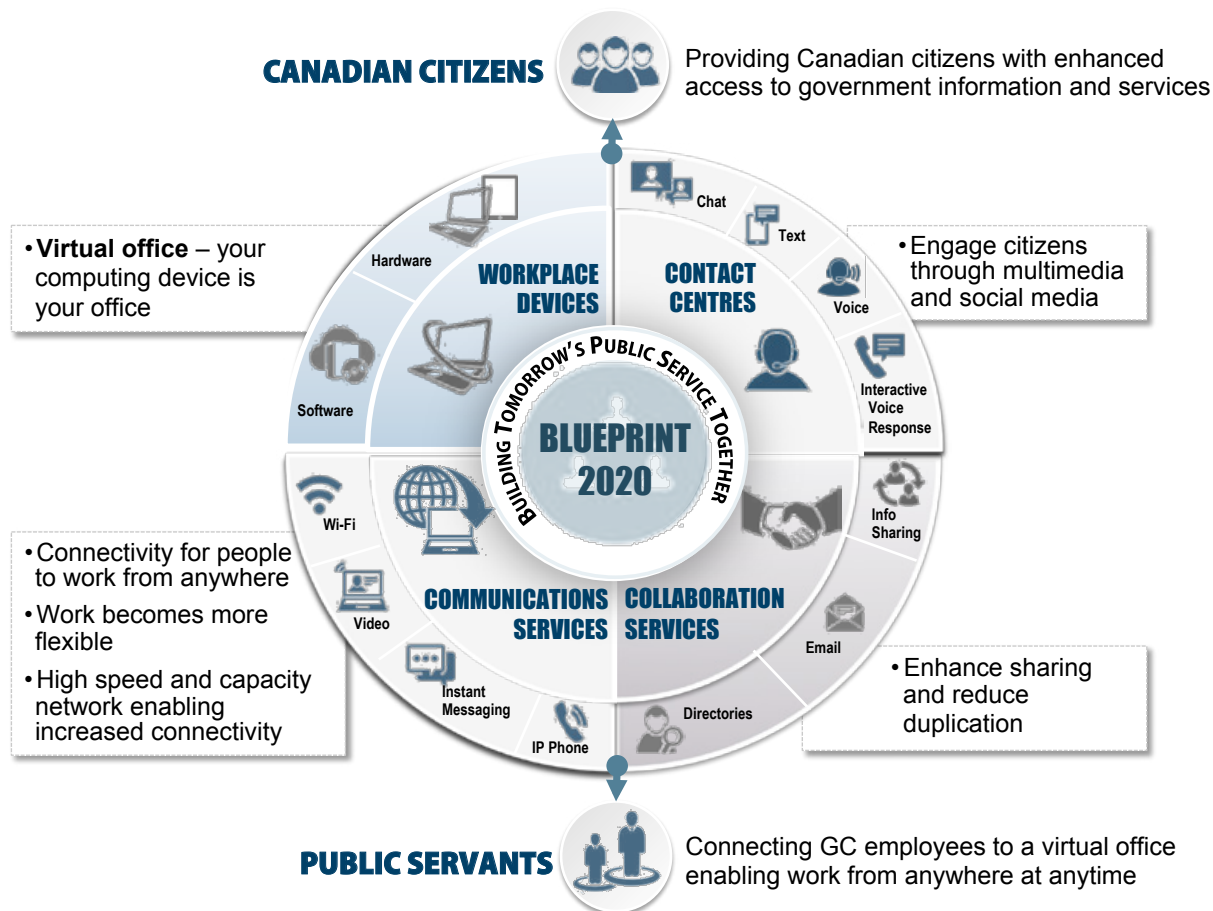 CANADIAN CITIZENS
Providing Canadian citizens with enhanced
access to government information and services
• Virtual office – your
computing device is
your office
Hardware
Software
WORKPLACE
DEVICES
Chat
Text
Voice
Interactive
Voice
Response
CONTACT
CENTRES
• Engage citizens
through multimedia
and social media
BUILDING TOMORROW'S PUBLIC SERVICE TOGETHER
BLUEPRINT
2020
• Connectivity for people
to work from anywhere
• Work becomes more
flexible
• High speed and capacity
network enabling
increased connectivity
Wi-Fi
Video
Instant
Messaging
IP Phone
COMMUNICATIONS
SERVICES
COLLABORATION
SERVICES
Info
Sharing
Email
Directories
• Enhance sharing
and reduce
duplication
PUBLIC SERVANTS
Connecting GC employees to a virtual office
enabling work from anywhere at anytime